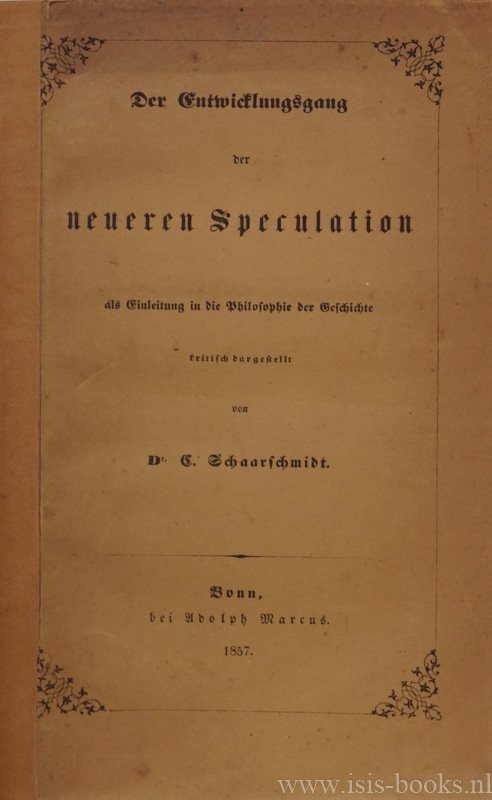 Der Entwicklungsgang
der
neueren Speculation
als Einleitung in die Philosophie der Geschichte
kritisch dargestellt
von
Dr. C. Schaarschmidt.
Bonn,
bei Adolph Marcus.
1857.
www.isis-books.nl